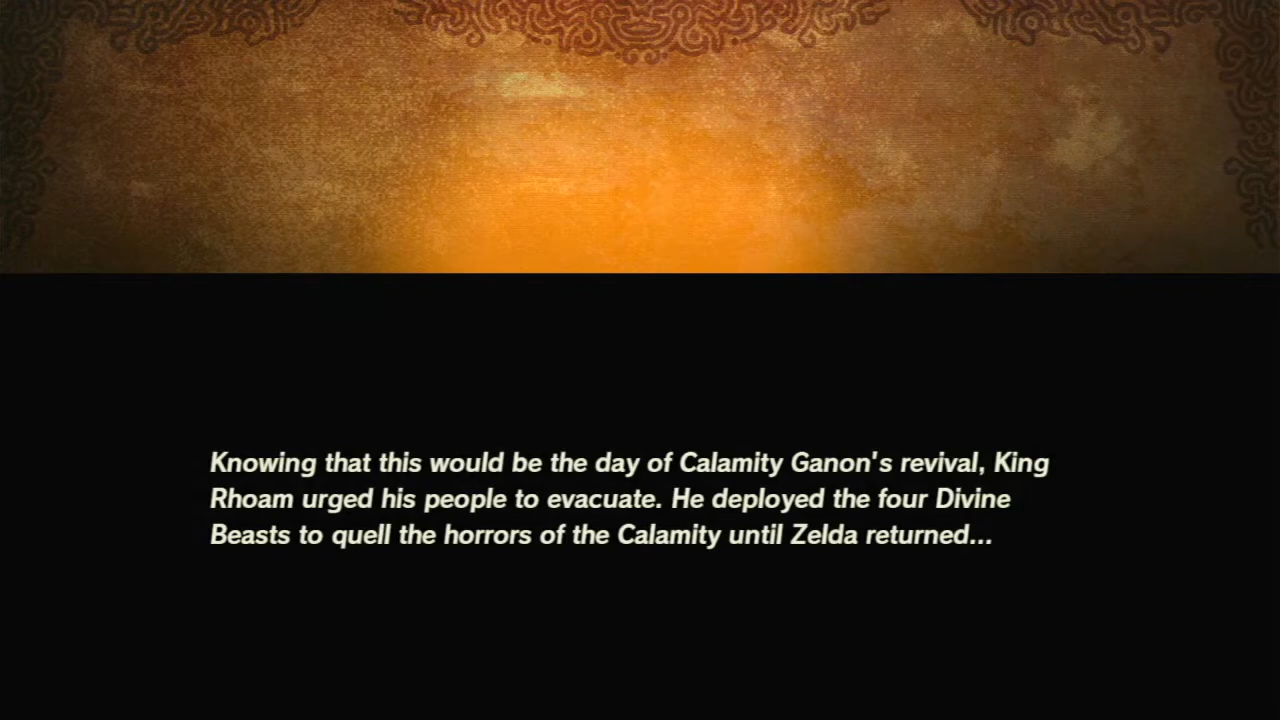 Knowing that this would be the day of Calamity Ganon's revival, King
Rhoam urged his people to evacuate. He deployed the four Divine
Beasts to quell the horrors of the Calamity until Zelda returned...